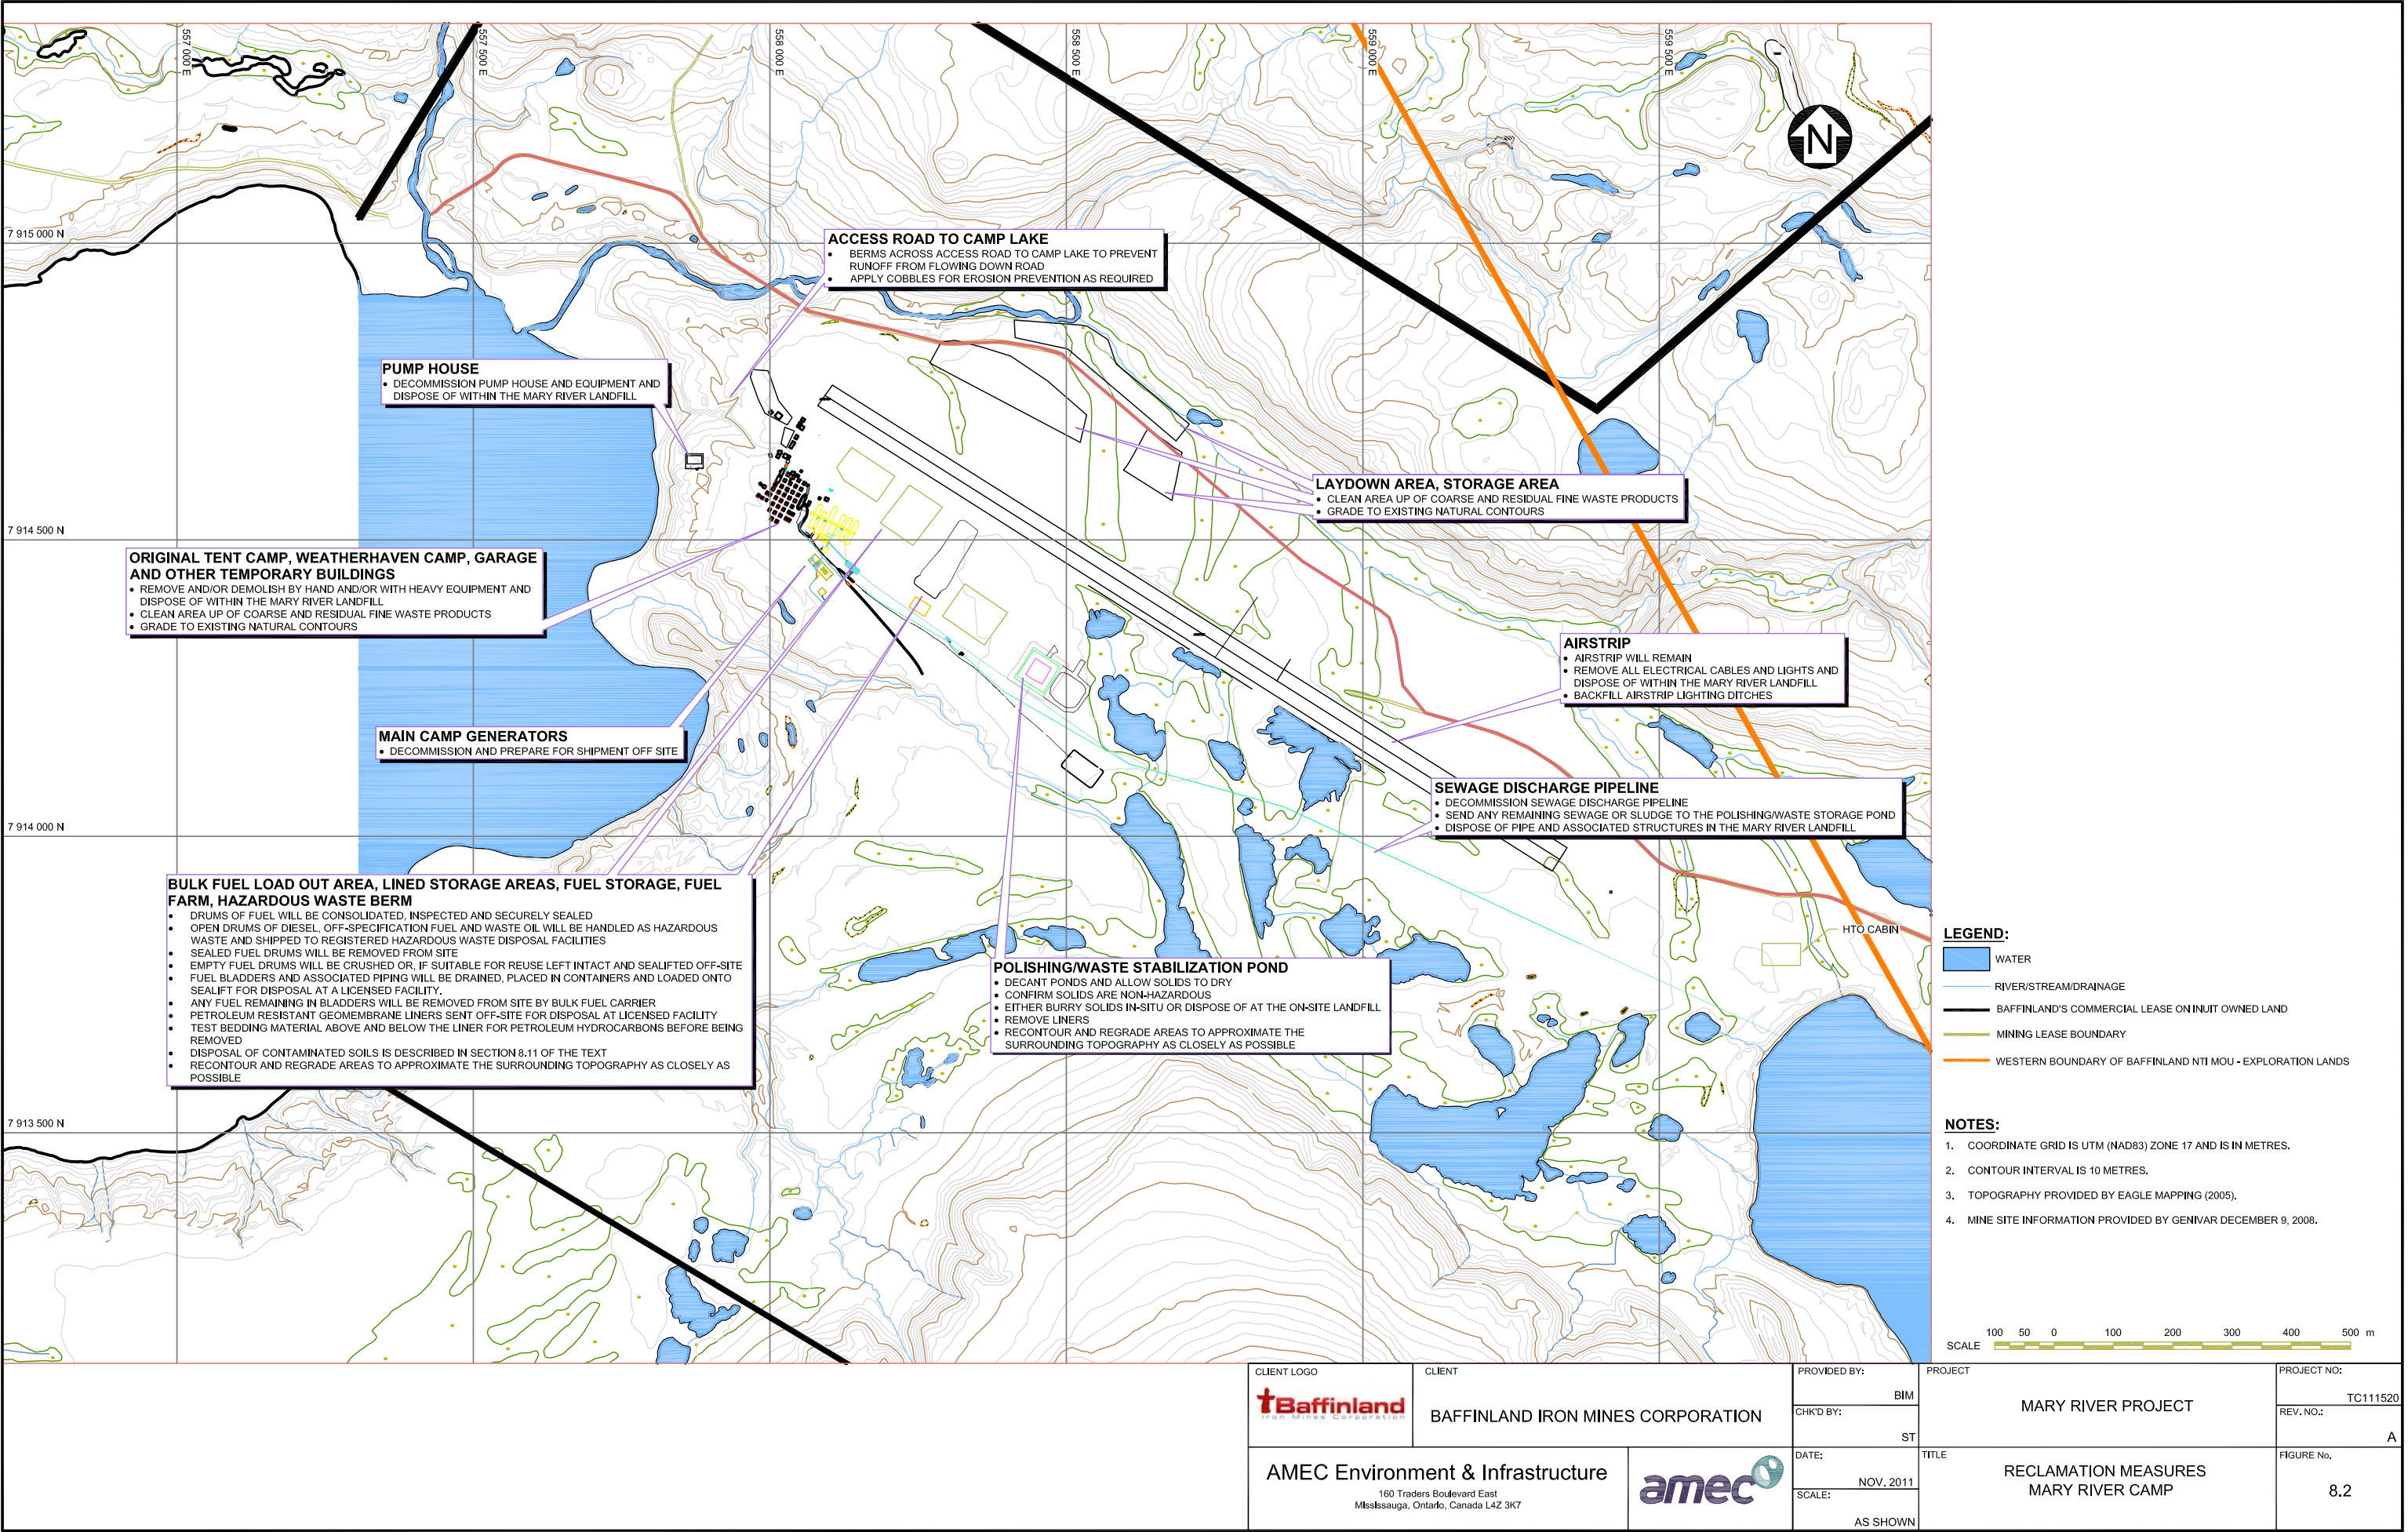 557 000 E
557 500 E
558 000 E
558 500 E
559 000 E
559 500 E
N
7 915 000 N
7 914 500 N
7 914 000 N
7 913 500 N
ACCESS ROAD TO CAMP LAKE
• BERMS ACROSS ACCESS ROAD TO CAMP LAKE TO PREVENT
RUNOFF FROM FLOWING DOWN ROAD
• APPLY COBBLES FOR EROSION PREVENTION AS REQUIRED
PUMP HOUSE
• DECOMMISSION PUMP HOUSE AND EQUIPMENT AND
DISPOSE OF WITHIN THE MARY RIVER LANDFILL
LAYDOWN AREA, STORAGE AREA
• CLEAN AREA UP OF COARSE AND RESIDUAL FINE WASTE PRODUCTS
• GRADE TO EXISTING NATURAL CONTOURS
ORIGINAL TENT CAMP, WEATHERHAVEN CAMP, GARAGE
AND OTHER TEMPORARY BUILDINGS
• REMOVE AND/OR DEMOLISH BY HAND AND/OR WITH HEAVY EQUIPMENT AND
DISPOSE OF WITHIN THE MARY RIVER LANDFILL
• CLEAN AREA UP OF COARSE AND RESIDUAL FINE WASTE PRODUCTS
• GRADE TO EXISTING NATURAL CONTOURS
AIRSTRIP
• AIRSTRIP WILL REMAIN
• REMOVE ALL ELECTRICAL CABLES AND LIGHTS AND
DISPOSE OF WITHIN THE MARY RIVER LANDFILL
• BACKFILL AIRSTRIP LIGHTING DITCHES
MAIN CAMP GENERATORS
• DECOMMISSION AND PREPARE FOR SHIPMENT OFF SITE
SEWAGE DISCHARGE PIPELINE
• DECOMMISSION SEWAGE DISCHARGE PIPELINE
• SEND ANY REMAINING SEWAGE OR SLUDGE TO THE POLISHING/WASTE STORAGE POND
• DISPOSE OF PIPE AND ASSOCIATED STRUCTURES IN THE MARY RIVER LANDFILL
BULK FUEL LOAD OUT AREA, LINED STORAGE AREAS, FUEL STORAGE, FUEL
FARM, HAZARDOUS WASTE BERM
• DRUMS OF FUEL WILL BE CONSOLIDATED, INSPECTED AND SECURELY SEALED
• OPEN DRUMS OF DIESEL, OFF-SPECIFICATION FUEL AND WASTE OIL WILL BE HANDLED AS HAZARDOUS
WASTE AND SHIPPED TO REGISTERED HAZARDOUS WASTE DISPOSAL FACILITIES
• SEALED FUEL DRUMS WILL BE REMOVED FROM SITE
• EMPTY FUEL DRUMS WILL BE CRUSHED OR, IF SUITABLE FOR REUSE LEFT INTACT AND SEALIFTED OFF-SITE
• FUEL BLADDERS AND ASSOCIATED PIPING WILL BE DRAINED, PLACED IN CONTAINERS AND LOADED ONTO
SEALIFT FOR DISPOSAL AT A LICENSED FACILITY.
• ANY FUEL REMAINING IN BLADDERS WILL BE REMOVED FROM SITE BY BULK FUEL CARRIER
• PETROLEUM RESISTANT GEOMEMBRANE LINERS SENT OFF-SITE FOR DISPOSAL AT LICENSED FACILITY
• TEST BEDDING MATERIAL ABOVE AND BELOW THE LINER FOR PETROLEUM HYDROCARBONS BEFORE BEING
REMOVED
• DISPOSAL OF CONTAMINATED SOILS IS DESCRIBED IN SECTION 8.11 OF THE TEXT
• RECONTOUR AND REGRADE AREAS TO APPROXIMATE THE SURROUNDING TOPOGRAPHY AS CLOSELY AS
POSSIBLE
POLISHING/WASTE STABILIZATION POND
• DECANT PONDS AND ALLOW SOLIDS TO DRY
• CONFIRM SOLIDS ARE NON-HAZARDOUS
• EITHER BURRY SOLIDS IN-SITU OR DISPOSE OF AT THE ON-SITE LANDFILL
• REMOVE LINERS
• RECONTOUR AND REGRADE AREAS TO APPROXIMATE THE
SURROUNDING TOPOGRAPHY AS CLOSELY AS POSSIBLE
HTO CABIN
LEGEND:
WATER
RIVER/STREAM/DRAINAGE
BAFFINLAND'S COMMERCIAL LEASE ON INUIT OWNED LAND
MINING LEASE BOUNDARY
WESTERN BOUNDARY OF BAFFINLAND NTI MOU - EXPLORATION LANDS
NOTES:
1. COORDINATE GRID IS UTM (NAD83) ZONE 17 AND IS IN METRES.
2. CONTOUR INTERVAL IS 10 METRES.
3. TOPOGRAPHY PROVIDED BY EAGLE MAPPING (2005).
4. MINE SITE INFORMATION PROVIDED BY GENIVAR DECEMBER 9, 2008.
100 50 0 100 200 300 400 500 m
SCALE
CLIENT LOGO
Baffinland
Iron Mines Corporation
CLIENT
BAFFINLAND IRON MINES CORPORATION
PROVIDED BY:
BIM
CHK'D BY:
ST
PROJECT
MARY RIVER PROJECT
PROJECT NO:
TC111520
REV. NO.:
A
AMEC Environment & Infrastructure
160 Traders Boulevard East
Mississauga, Ontario, Canada L4Z 3K7
amec
DATE:
NOV. 2011
SCALE:
AS SHOWN
TITLE
RECLAMATION MEASURES
MARY RIVER CAMP
FIGURE No.
8.2